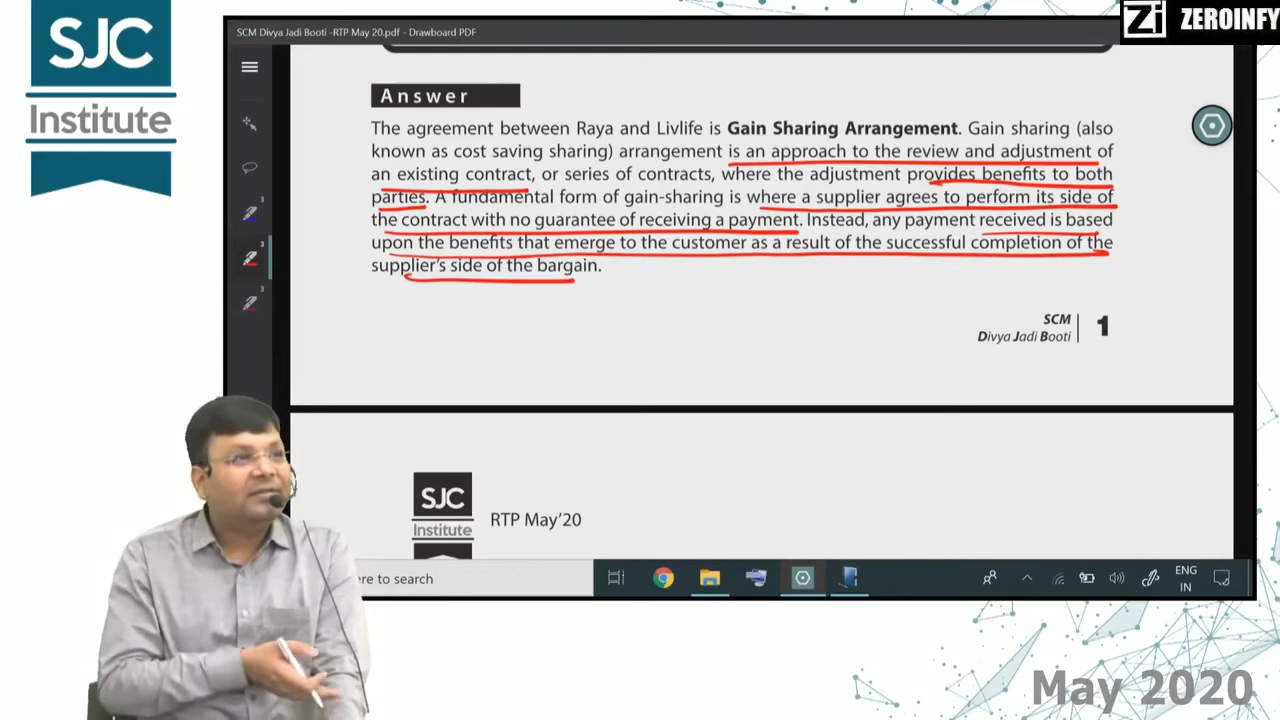 SJC
Institute
Zi ZEROINFY
SCM Divya Jadi Booti -RTP May 20.pdf - Drawboard PDF
Answer
The agreement between Raya and Livlife is Gain Sharing Arrangement. Gain sharing (also
known as cost saving sharing) arrangement is an approach to the review and adjustment of
an existing contract, or series of contracts, where the adjustment provides benefits to both
parties. A fundamental form of gain-sharing is where a supplier agrees to perform its side of
the contract with no guarantee of receiving a payment. Instead, any payment received is based
upon the benefits that emerge to the customer as a result of the successful completion of the
supplier's side of the bargain.
SCM
Divya Jadi Booti
1
3
3
3
SJC
Institute
RTP May'20
ere to search
ENG
IN
May 2020